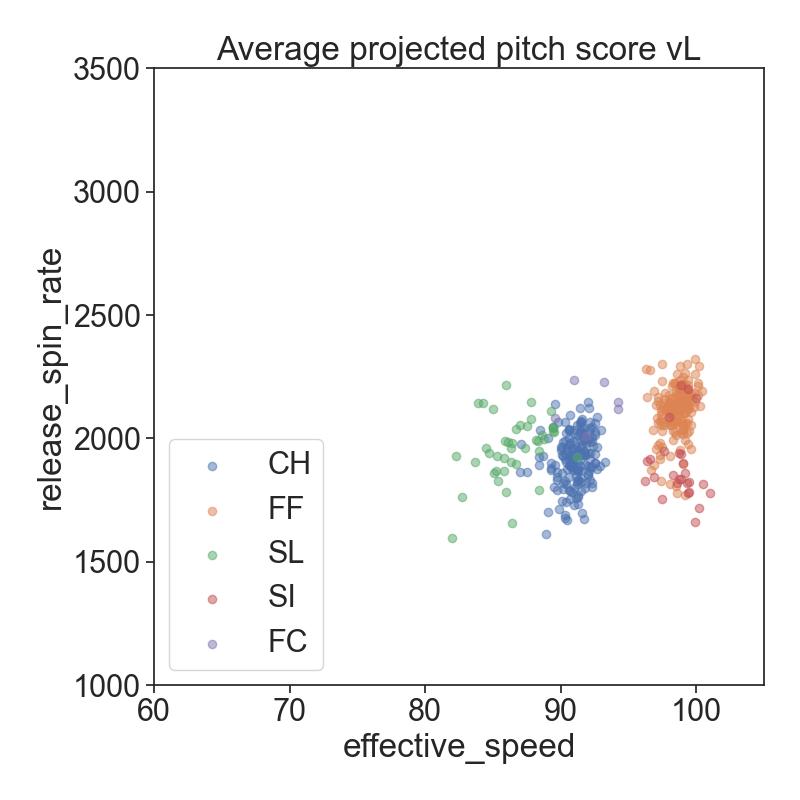 Average projected pitch score vL
3500
3000
2500
2000
1500
1000
release_spin_rate
CH
FF
SL
SI
FC
60
70
80
90
100
effective_speed